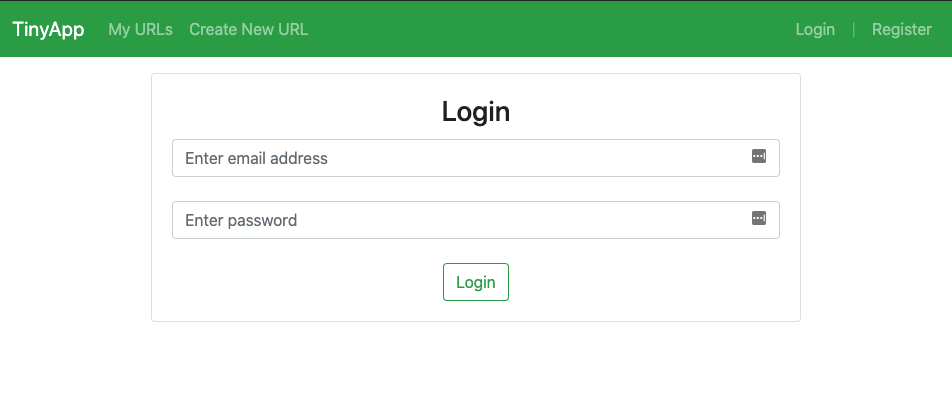 TinyApp My URLs Create New URL Login | Register
Login
Enter email address
Enter password
Login